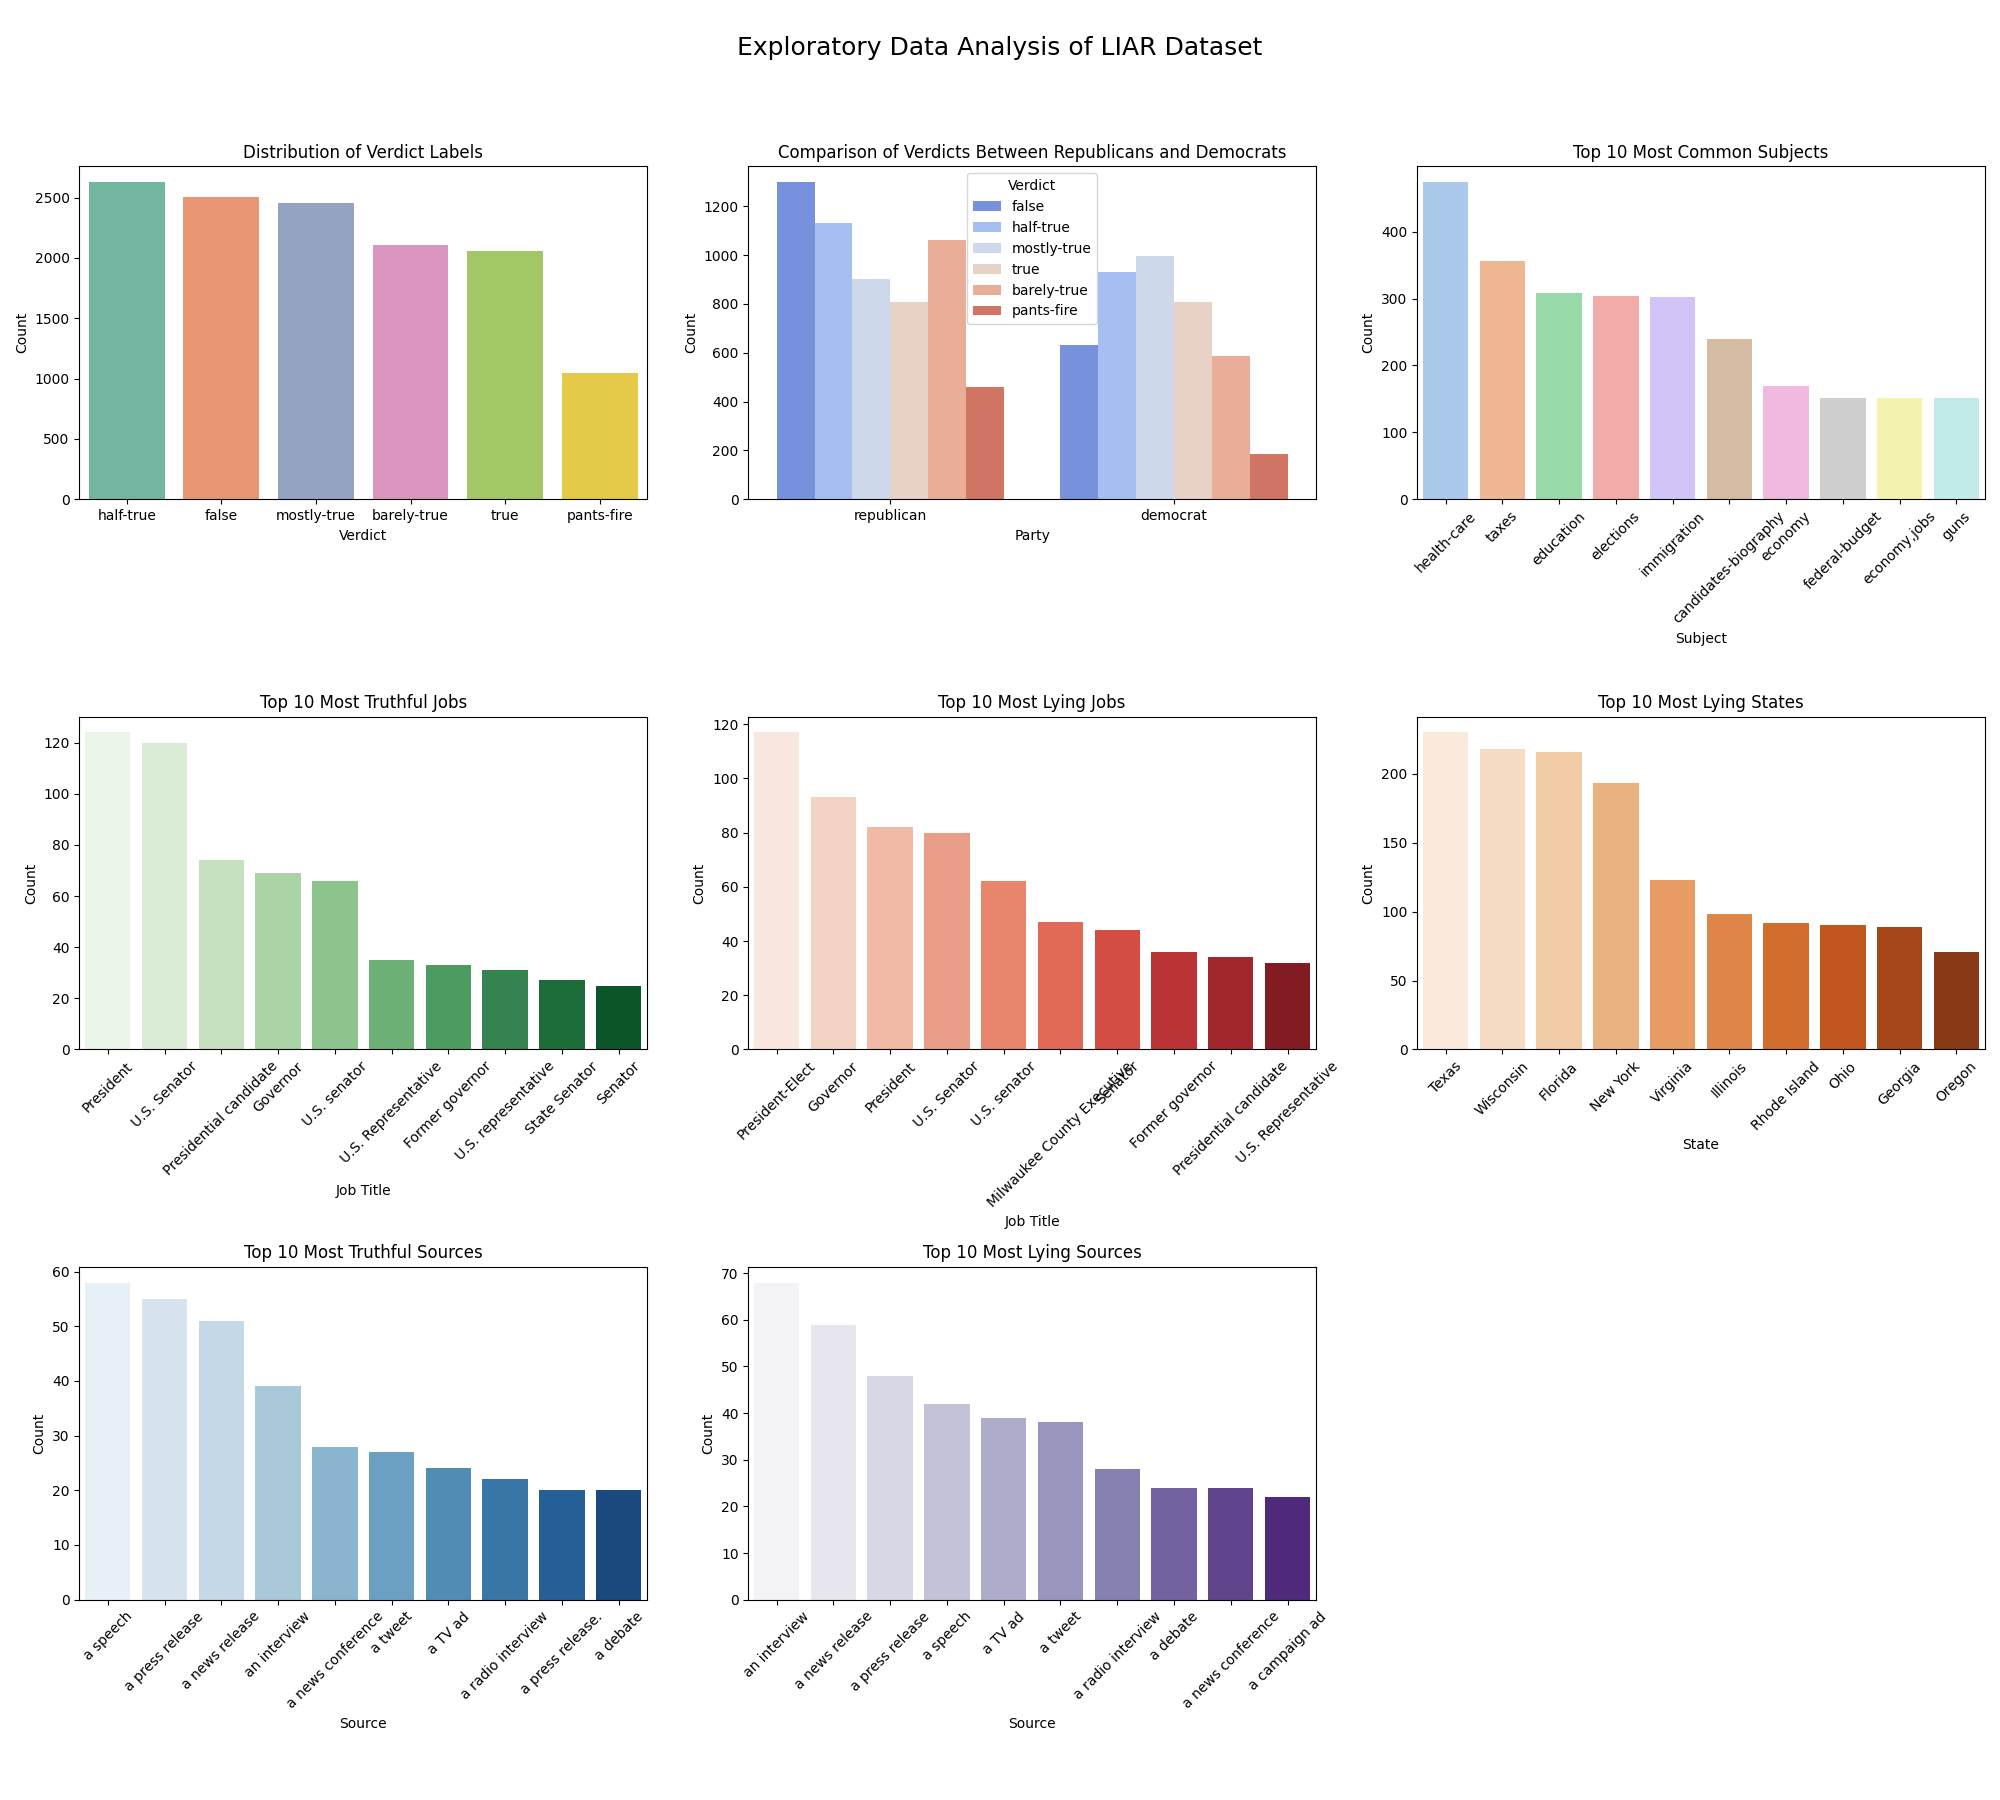 Exploratory Data Analysis of LIAR Dataset
Distribution of Verdict Labels
Count
2500
2000
1500
1000
500
0
half-true
false
mostly-true
barely-true
true
pants-fire
Verdict
Comparison of Verdicts Between Republicans and Democrats
Count
1200
1000
800
600
400
200
0
Verdict
false
half-true
mostly-true
true
barely-true
pants-fire
republican
democrat
Party
Top 10 Most Common Subjects
Count
400
300
200
100
0
health-care
taxes
education
elections
immigration
candidates-biography
economy
federal-budget
economy,jobs
guns
Subject
Top 10 Most Truthful Jobs
Count
120
100
80
60
40
20
0
President
U.S. Senator
Presidential candidate
Governor
U.S. senator
U.S. Representative
Former governor
U.S. representative
State Senator
Senator
Job Title
Top 10 Most Lying Jobs
Count
120
100
80
60
40
20
0
President-Elect
Governor
President
U.S. Senator
U.S. senator
Milwaukee County Executive
Senator
Former governor
Presidential candidate
U.S. Representative
Job Title
Top 10 Most Lying States
Count
200
150
100
50
0
Texas
Wisconsin
Florida
New York
Virginia
Illinois
Rhode Island
Ohio
Georgia
Oregon
State
Top 10 Most Truthful Sources
Count
60
50
40
30
20
10
0
a speech
a press release
a news release
an interview
a news conference
a tweet
a TV ad
a radio interview
a press release.
a debate
Source
Top 10 Most Lying Sources
Count
70
60
50
40
30
20
10
0
an interview
a news release
a press release
a speech
a TV ad
a tweet
a radio interview
a debate
a news conference
a campaign ad
Source